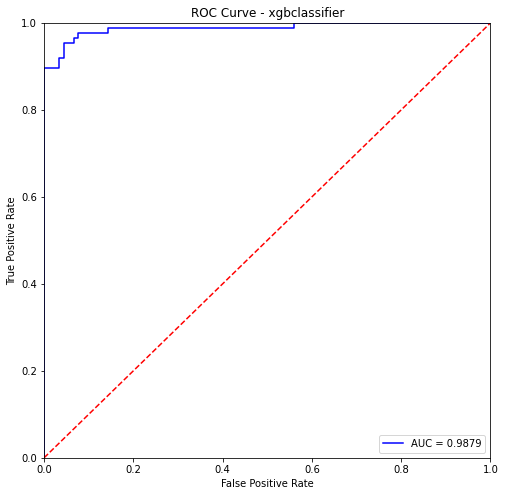 ROC Curve - xgbclassifier
1.0
0.8
0.6
0.4
0.2
0.0
True Positive Rate
AUC = 0.9879
0.0 0.2 0.4 0.6 0.8 1.0
False Positive Rate